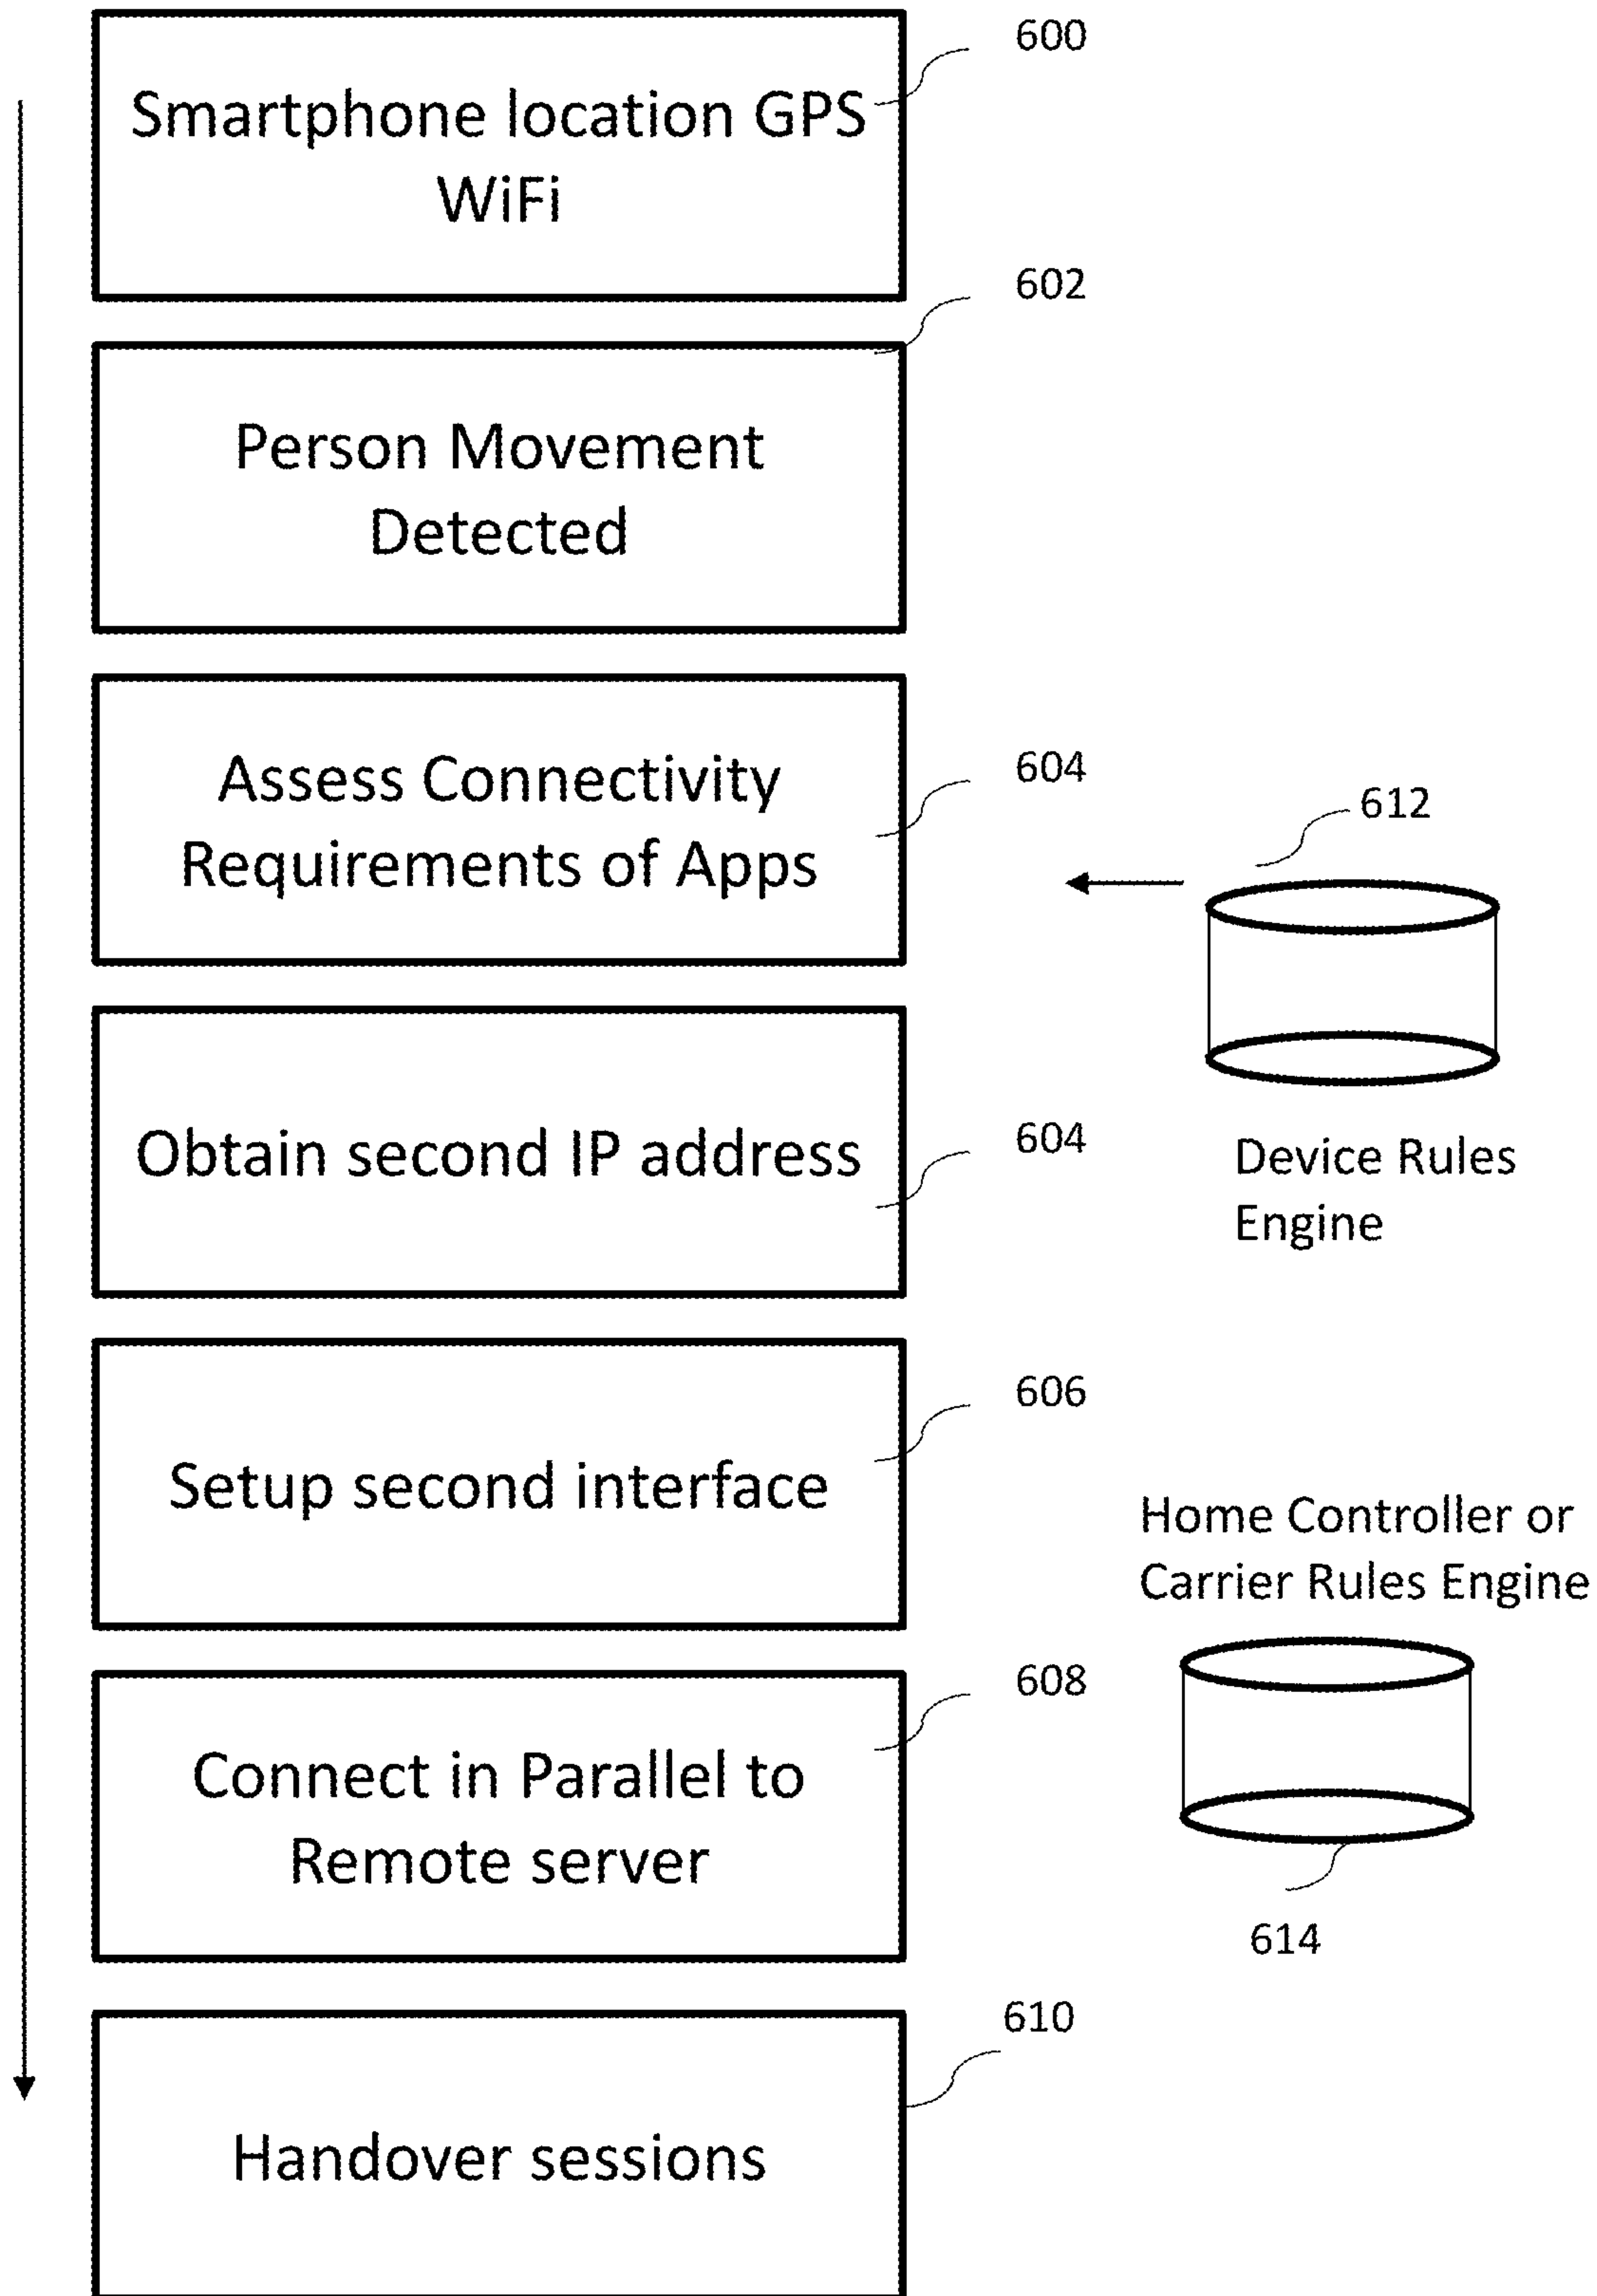 600
Smartphone location GPS
WiFi
602
Person Movement
Detected
604
Assess Connectivity
Requirements of Apps
612
Obtain second IP address
604
Device Rules
Engine
606
Setup second interface
Home Controller or
Carrier Rules Engine
608
Connect in Parallel to
Remote server
614
610
Handover sessions